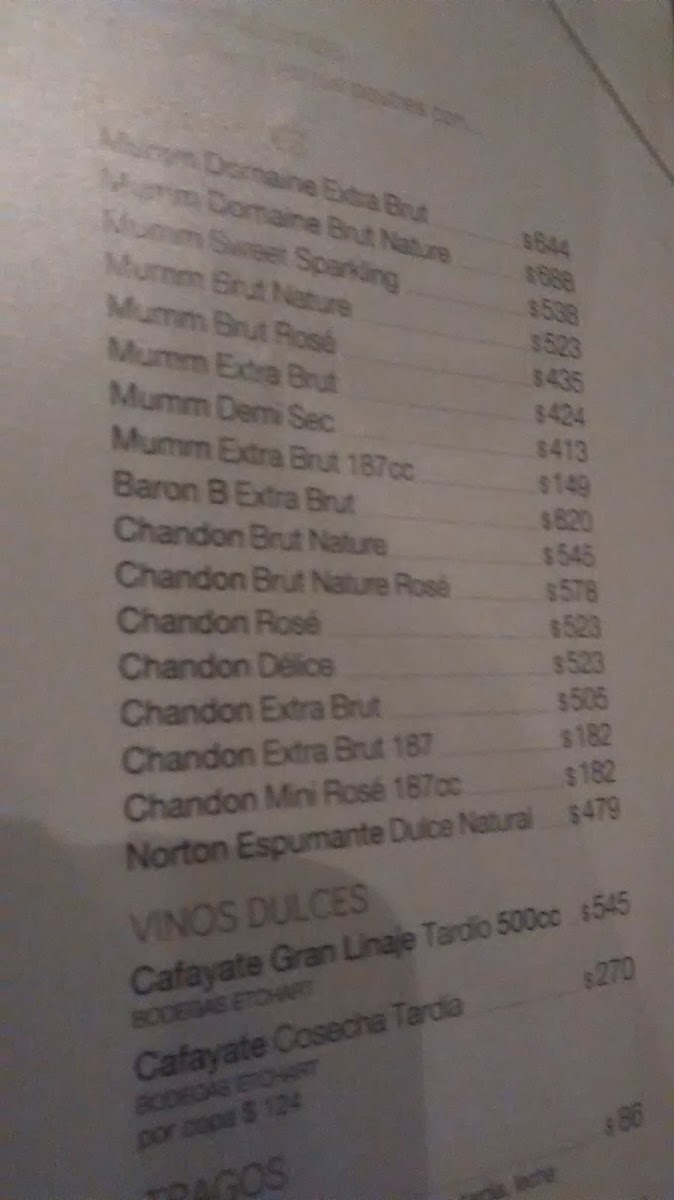 Mumm Domaine Extra Brut $644
Mumm Domaine Brut Nature $688
Mumm Sweet Sparkling $538
Mumm Brut Nature $523
Mumm Brut Rosé $435
Mumm Extra Brut $424
Mumm Demi Sec $413
Mumm Extra Brut 187cc $149
Baron B Extra Brut $820
Chandon Brut Nature $545
Chandon Brut Nature Rosé $578
Chandon Rosé $523
Chandon Délice $523
Chandon Extra Brut $505
Chandon Extra Brut 187 $182
Chandon Mini Rosé 187cc $182
Norton Espumante Dulce Natural $479
VINOS DULCES
Cafayate Gran Linaje Tardío 500cc $545
BODEGAS ETCHART
Cafayate Cosecha Tardía $270
BODEGAS ETCHART
por copa $ 124
TRAGOS
$86